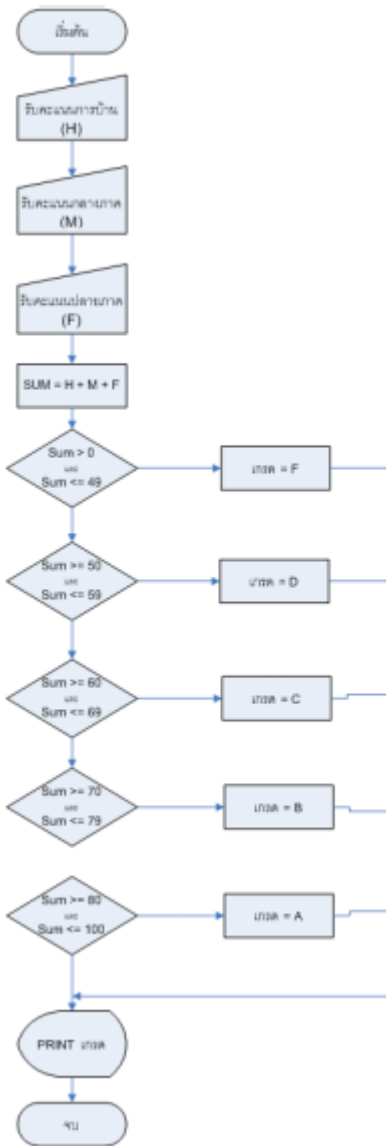 เริ่มต้น
รับคะแนนการบ้าน
(H)
รับคะแนนกลางภาค
(M)
รับคะแนนปลายภาค
(F)
SUM = H + M + F
Sum > 0
และ
Sum <= 49
เกรด = F
Sum >= 50
และ
Sum <= 59
เกรด = D
Sum >= 60
และ
Sum <= 69
เกรด = C
Sum >= 70
และ
Sum <= 79
เกรด = B
Sum >= 80
และ
Sum <= 100
เกรด = A
PRINT เกรด
จบ